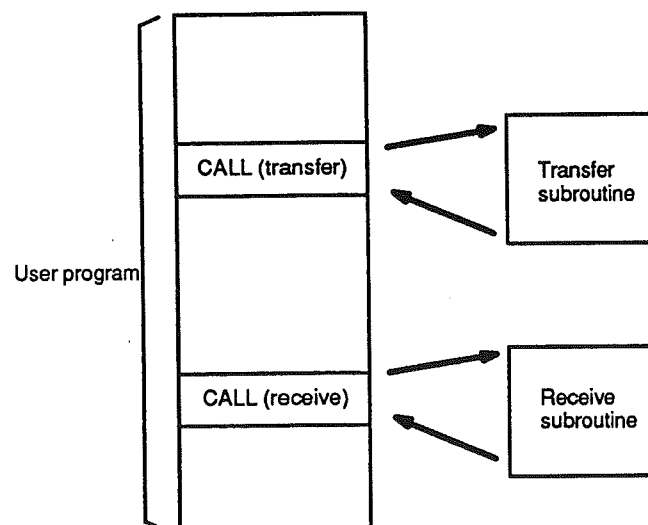 CALL (transfer)
Transfer
subroutine
User program
CALL (receive)
Receive
subroutine